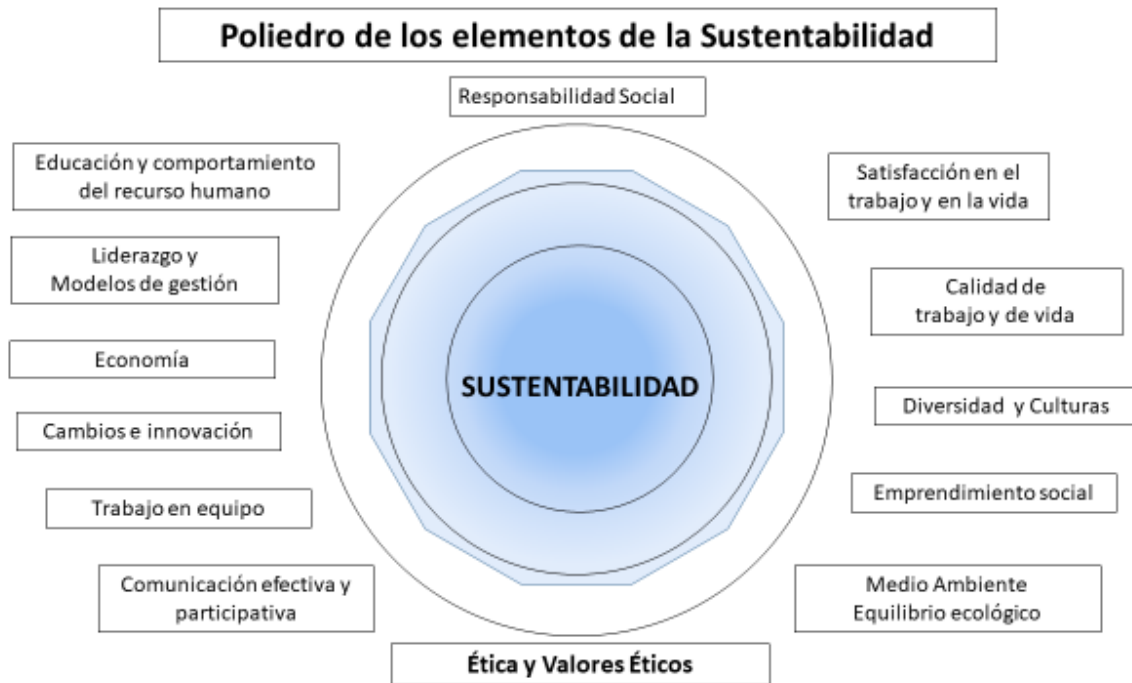 Poliedro de los elementos de la Sustentabilidad
Responsabilidad Social
Educación y comportamiento
del recurso humano
Liderazgo y
Modelos de gestión
Economía
Cambios e innovación
Trabajo en equipo
Comunicación efectiva y
participativa
SUSTENTABILIDAD
Satisfacción en el
trabajo y en la vida
Calidad de
trabajo y de vida
Diversidad y Culturas
Emprendimiento social
Medio Ambiente
Equilibrio ecológico
Ética y Valores Éticos